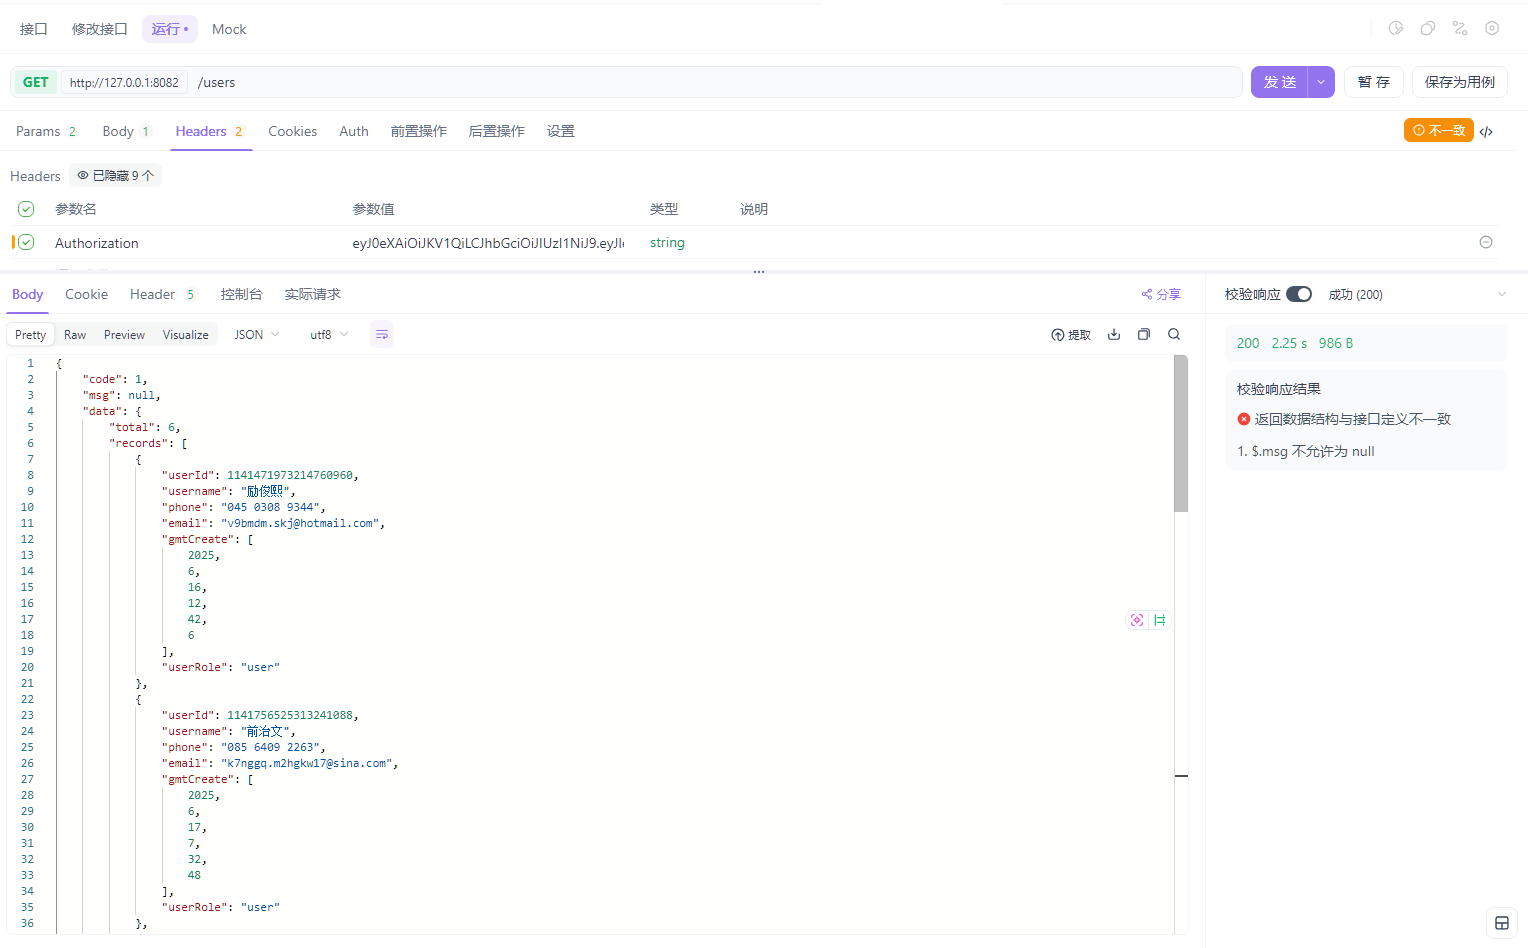 接口 修改接口 运行 • Mock
GET http://127.0.0.1:8082 /users 发 送 暂 存 保存为用例
Params 2 Body 1 Headers 2 Cookies Auth 前置操作 后置操作 设置 不一致 </>
Headers 已隐藏 9 个
参数名 参数值 类型 说明
Authorization eyJ0eXAiOiJKV1QiLCJhbGciOiJIUzI1NiJ9.eyJl string
Body Cookie Header 5 控制台 实际请求 分享 校验响应 成功 (200)
Pretty Raw Preview Visualize JSON utf8 提取
200 2.25 s 986 B
校验响应结果
返回数据结构与接口定义不一致
1. $.msg 不允许为 null
1 {
2 "code": 1,
3 "msg": null,
4 "data": {
5 "total": 6,
6 "records": [
7 {
8 "userId": 1141471973214760960,
9 "username": "励俊熙",
10 "phone": "045 0308 9344",
11 "email": "v9bmdm.skj@hotmail.com",
12 "gmtCreate": [
13 2025,
14 6,
15 16,
16 12,
17 42,
18 6
19 ],
20 "userRole": "user"
21 },
22 {
23 "userId": 1141756525313241088,
24 "username": "前治文",
25 "phone": "085 6409 2263",
26 "email": "k7nggq.m2hgkw17@sina.com",
27 "gmtCreate": [
28 2025,
29 6,
30 17,
31 7,
32 32,
33 48
34 ],
35 "userRole": "user"
36 },